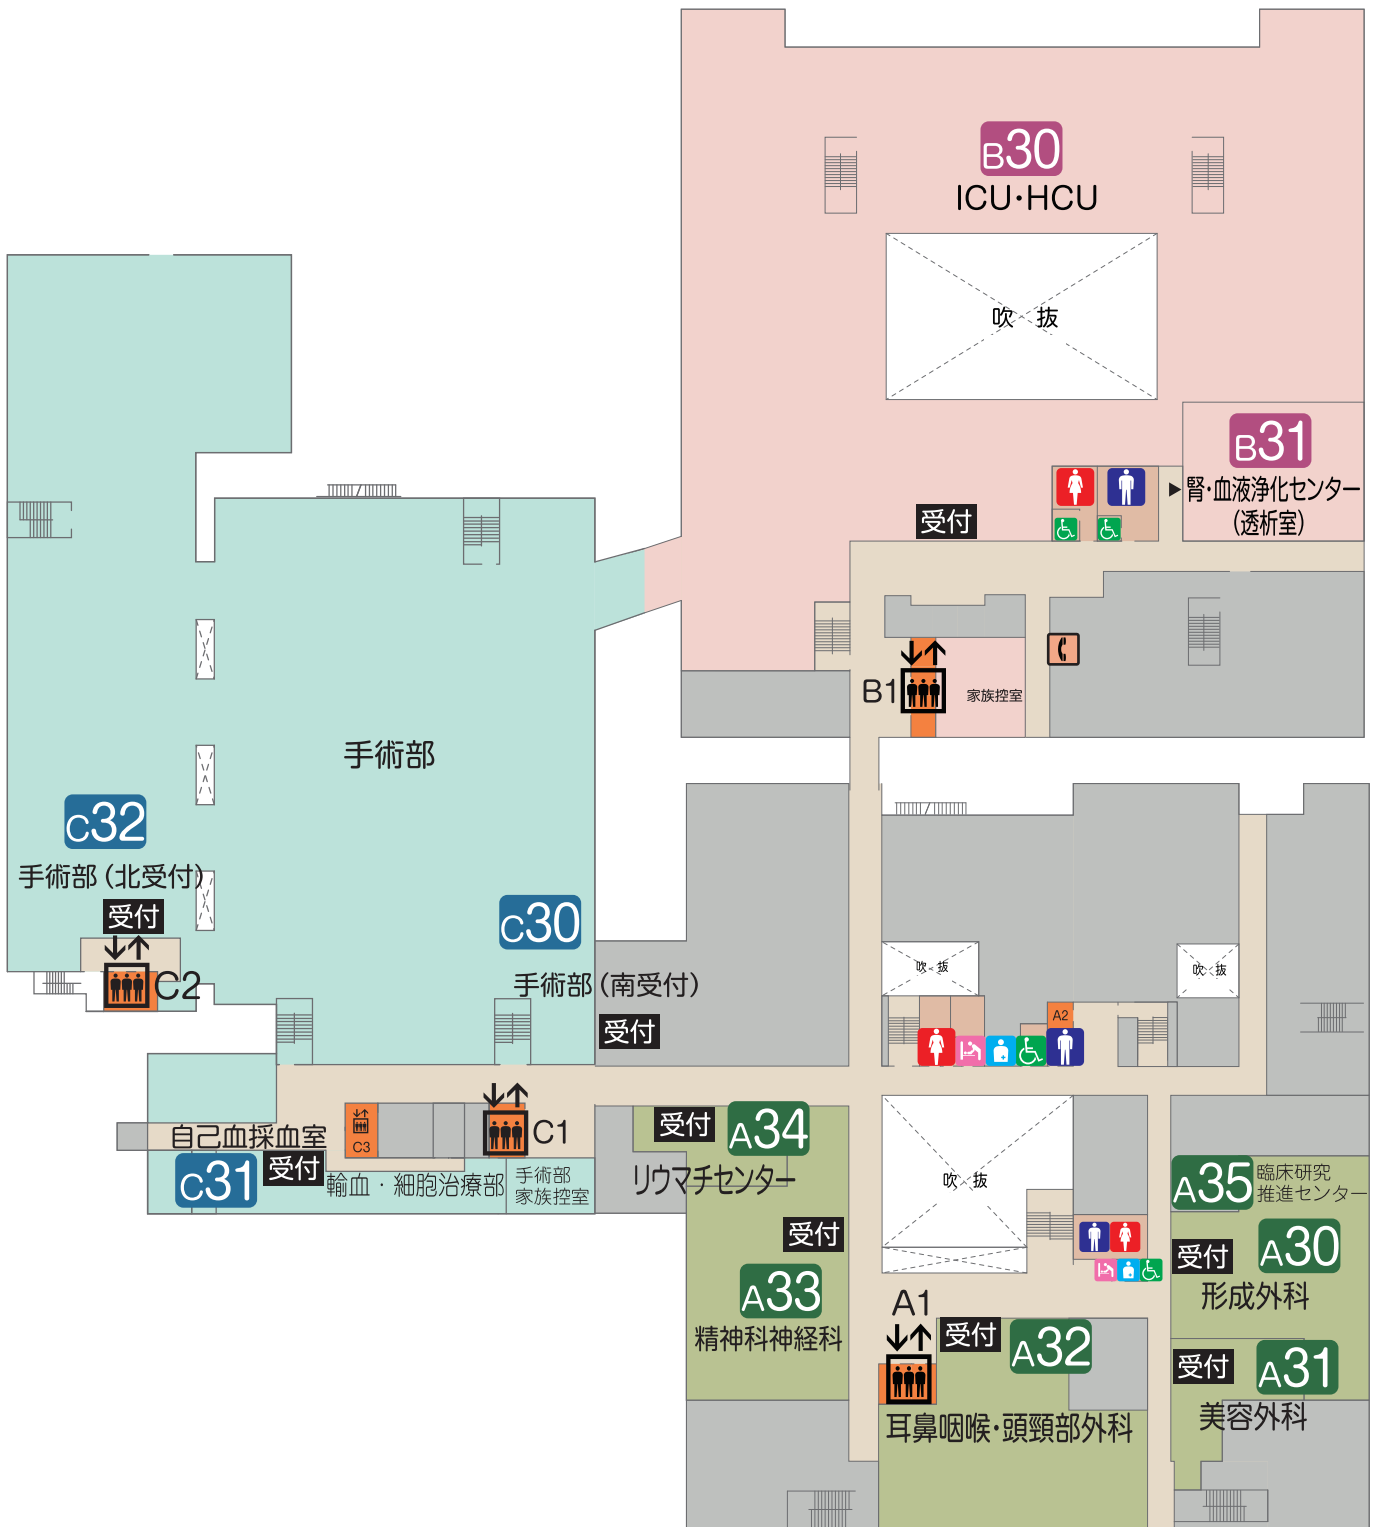 B30
ICU・HCU
吹 抜
B31
腎・血液浄化センター
(透析室)
受付
B1
家族控室
手術部
C32
手術部（北受付）
受付
C2
C30
手術部（南受付）
受付
吹 抜
吹 抜
A2
自己血採血室
C3
C1
C31
受付
輸血・細胞治療部
手術部
家族控室
受付
A34
リウマチセンター
受付
A33
精神科神経科
吹 抜
A35
臨床研究
推進センター
受付
A30
形成外科
A1
受付
A32
耳鼻咽喉・頭頸部外科
受付
A31
美容外科